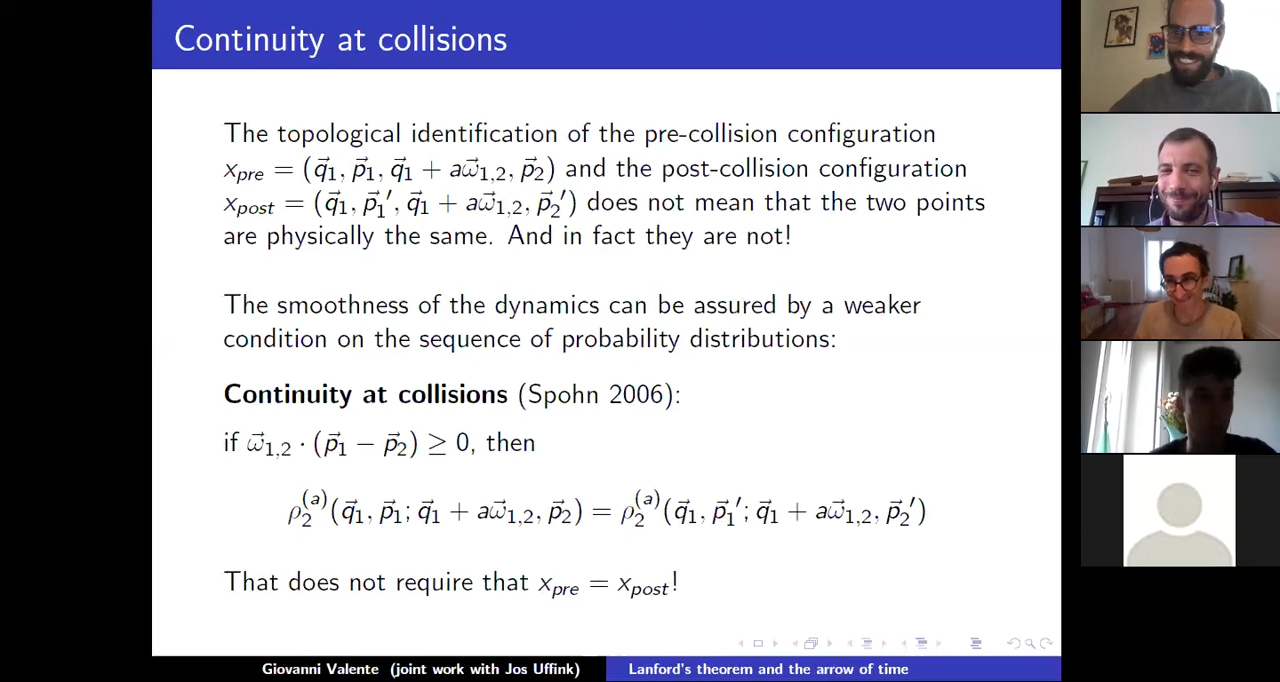 Continuity at collisions
The topological identification of the pre-collision configuration
x_pre = (q⃗₁, p⃗₁, q⃗₁ + aω⃗₁,₂, p⃗₂) and the post-collision configuration
x_post = (q⃗₁, p⃗₁′, q⃗₁ + aω⃗₁,₂, p⃗₂′) does not mean that the two points
are physically the same. And in fact they are not!
The smoothness of the dynamics can be assured by a weaker
condition on the sequence of probability distributions:
Continuity at collisions (Spohn 2006):
if ω⃗₁,₂ · (p⃗₁ − p⃗₂) ≥ 0, then
ρ₂⁽ᵃ⁾(q⃗₁, p⃗₁; q⃗₁ + aω⃗₁,₂, p⃗₂) = ρ₂⁽ᵃ⁾(q⃗₁, p⃗₁′; q⃗₁ + aω⃗₁,₂, p⃗₂′)
That does not require that x_pre = x_post!
Giovanni Valente (joint work with Jos Uffink) Lanford's theorem and the arrow of time